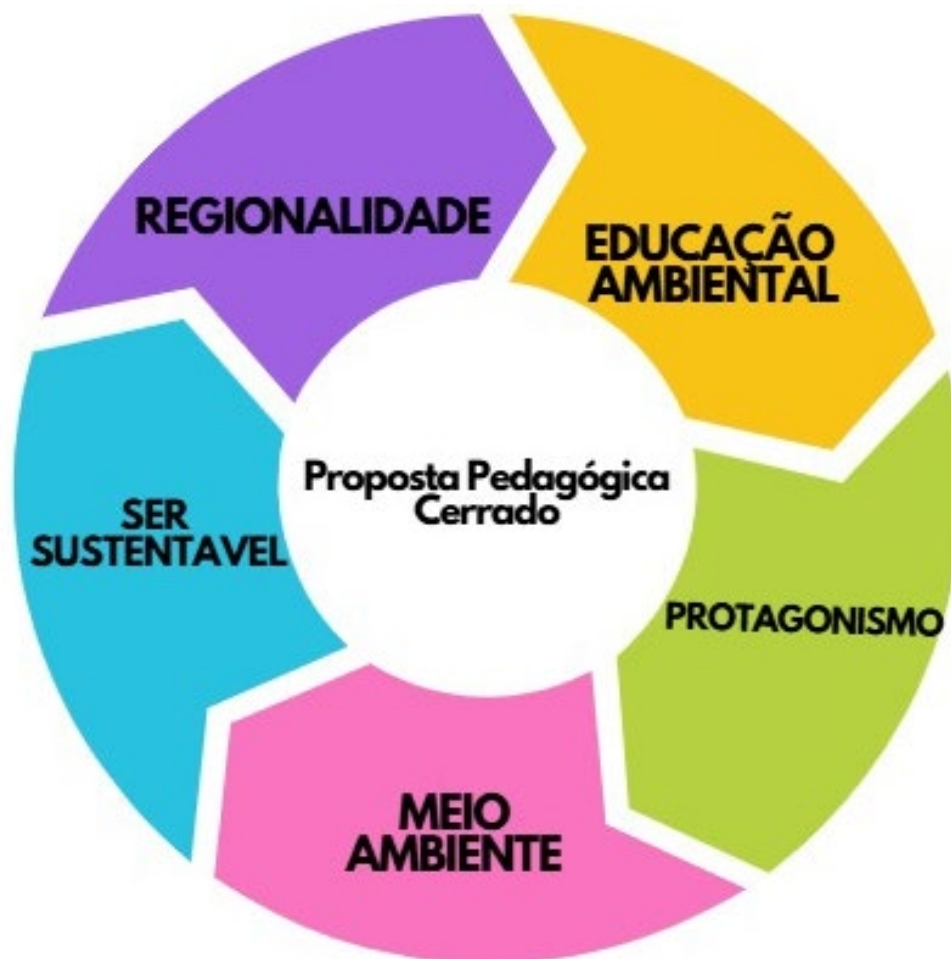 REGIONALIDADE
EDUCAÇÃO
AMBIENTAL
Proposta Pedagógica
Cerrado
SER
SUSTENTAVEL
PROTAGONISMO
MEIO
AMBIENTE